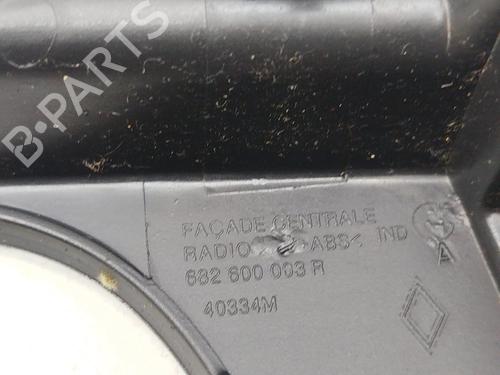 B-PARTS
FAÇADE CENTRALE
RADIO >ABS< IND
682 600 003 R A
40334M